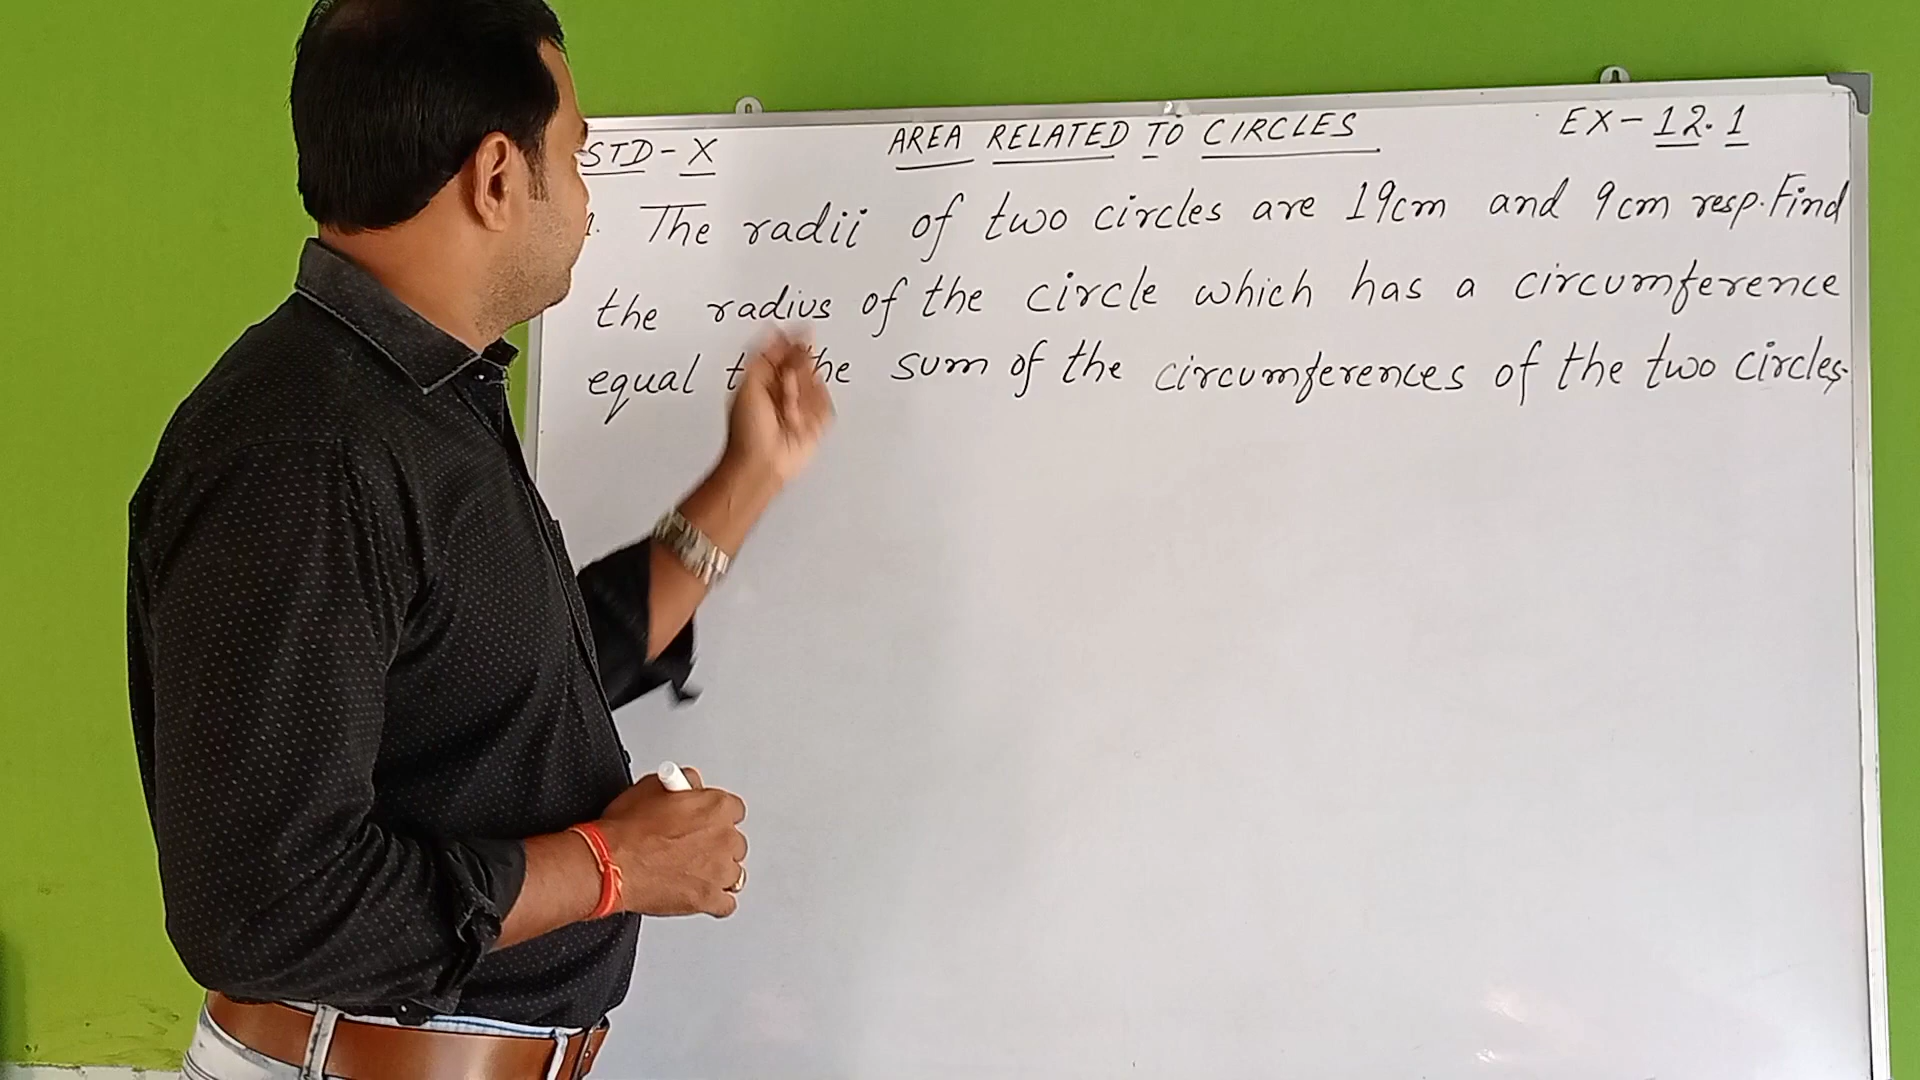 STD-X AREA RELATED TO CIRCLES EX-12.1
1. The radii of two circles are 19cm and 9cm resp. Find
the radius of the circle which has a circumference
equal the sum of the circumferences of the two circles.